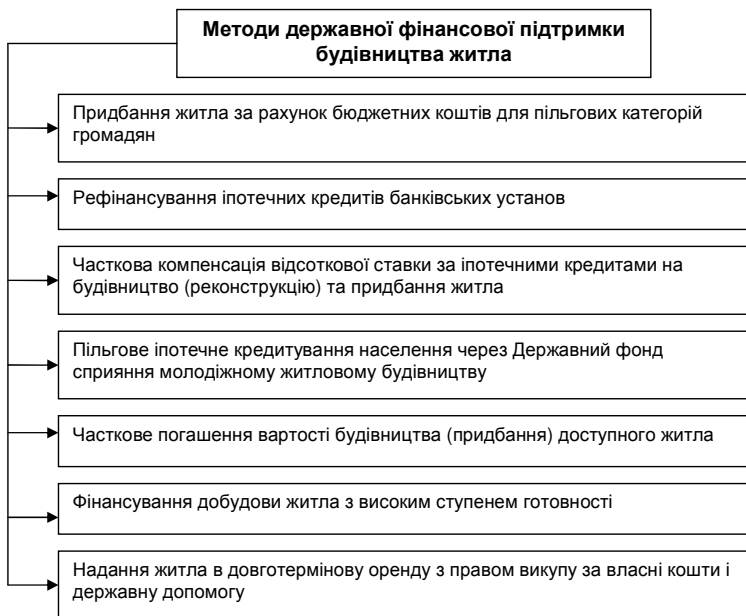 Методи державної фінансової підтримки
будівництва житла
Придбання житла за рахунок бюджетних коштів для пільгових категорій
громадян
Рефінансування іпотечних кредитів банківських установ
Часткова компенсація відсоткової ставки за іпотечними кредитами на
будівництво (реконструкцію) та придбання житла
Пільгове іпотечне кредитування населення через Державний фонд
сприяння молодіжному житловому будівництву
Часткове погашення вартості будівництва (придбання) доступного житла
Фінансування добудови житла з високим ступенем готовності
Надання житла в довготермінову оренду з правом викупу за власні кошти і
державну допомогу